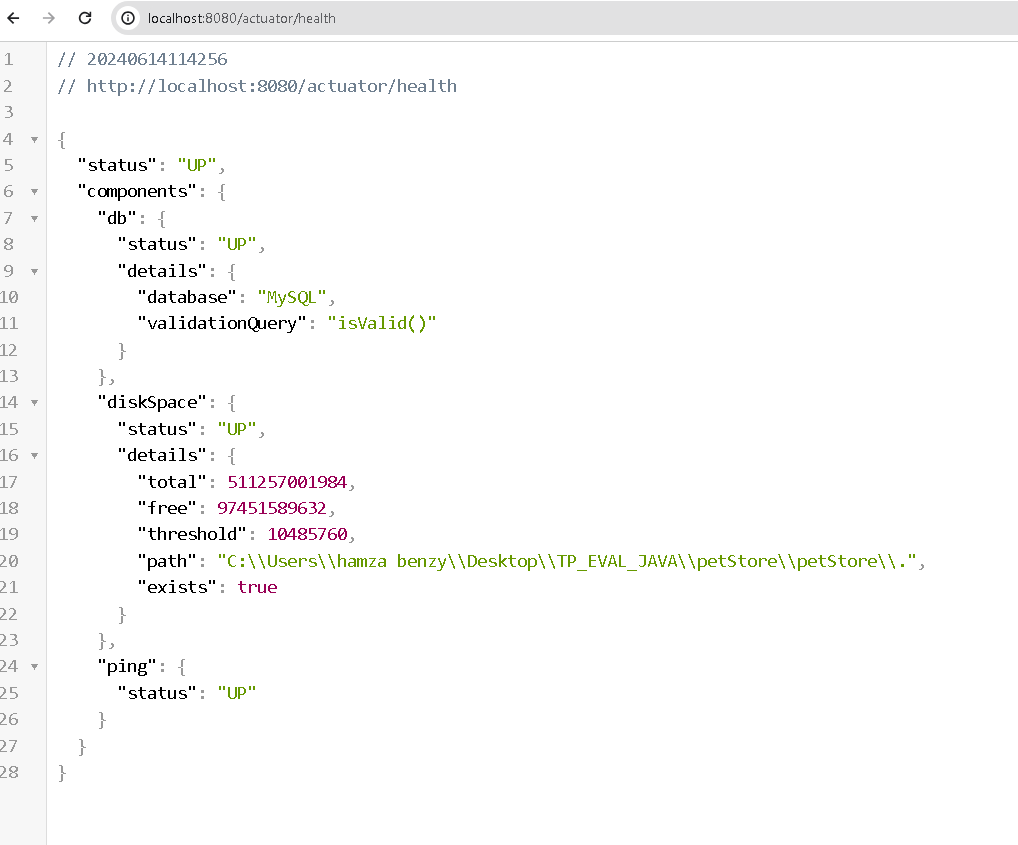 localhost:8080/actuator/health
1 // 20240614114256
2 // http://localhost:8080/actuator/health
3
4 {
5   "status": "UP",
6   "components": {
7     "db": {
8       "status": "UP",
9       "details": {
10         "database": "MySQL",
11         "validationQuery": "isValid()"
12       }
13     },
14     "diskSpace": {
15       "status": "UP",
16       "details": {
17         "total": 511257001984,
18         "free": 97451589632,
19         "threshold": 10485760,
20         "path": "C:\\Users\\hamza benzy\\Desktop\\TP_EVAL_JAVA\\petStore\\petStore\\.",
21         "exists": true
22       }
23     },
24     "ping": {
25       "status": "UP"
26     }
27   }
28 }